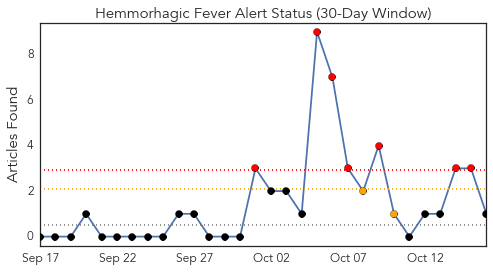 Hemmorhagic Fever Alert Status (30-Day Window)
Articles Found
8
6
4
2
0
Sep 17 Sep 22 Sep 27 Oct 02 Oct 07 Oct 12